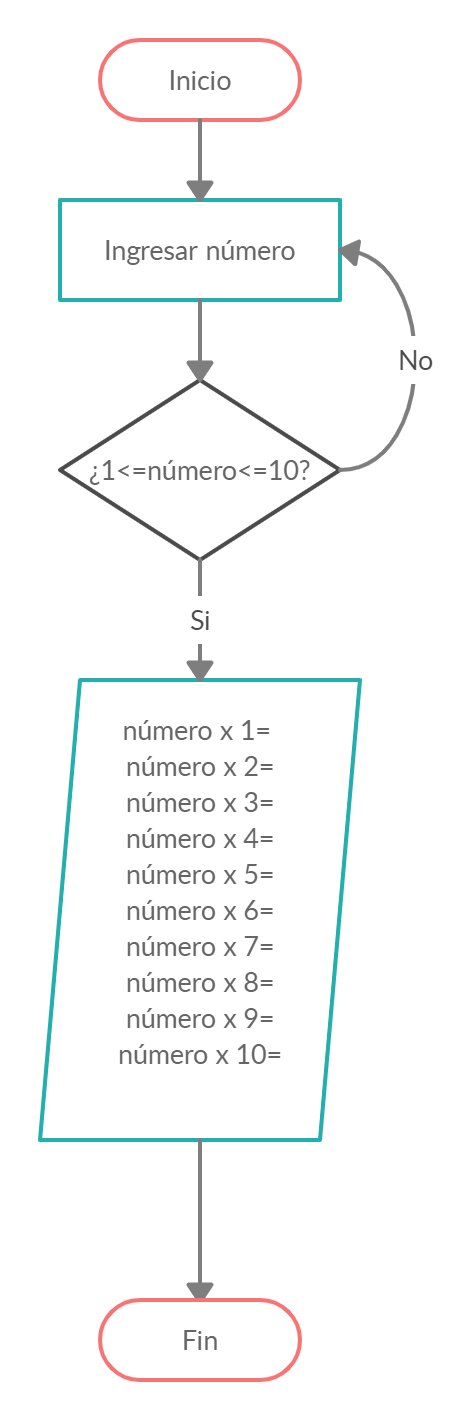 Inicio
Ingresar número
No
¿1<=número<=10?
Si
número x 1=
número x 2=
número x 3=
número x 4=
número x 5=
número x 6=
número x 7=
número x 8=
número x 9=
número x 10=
Fin